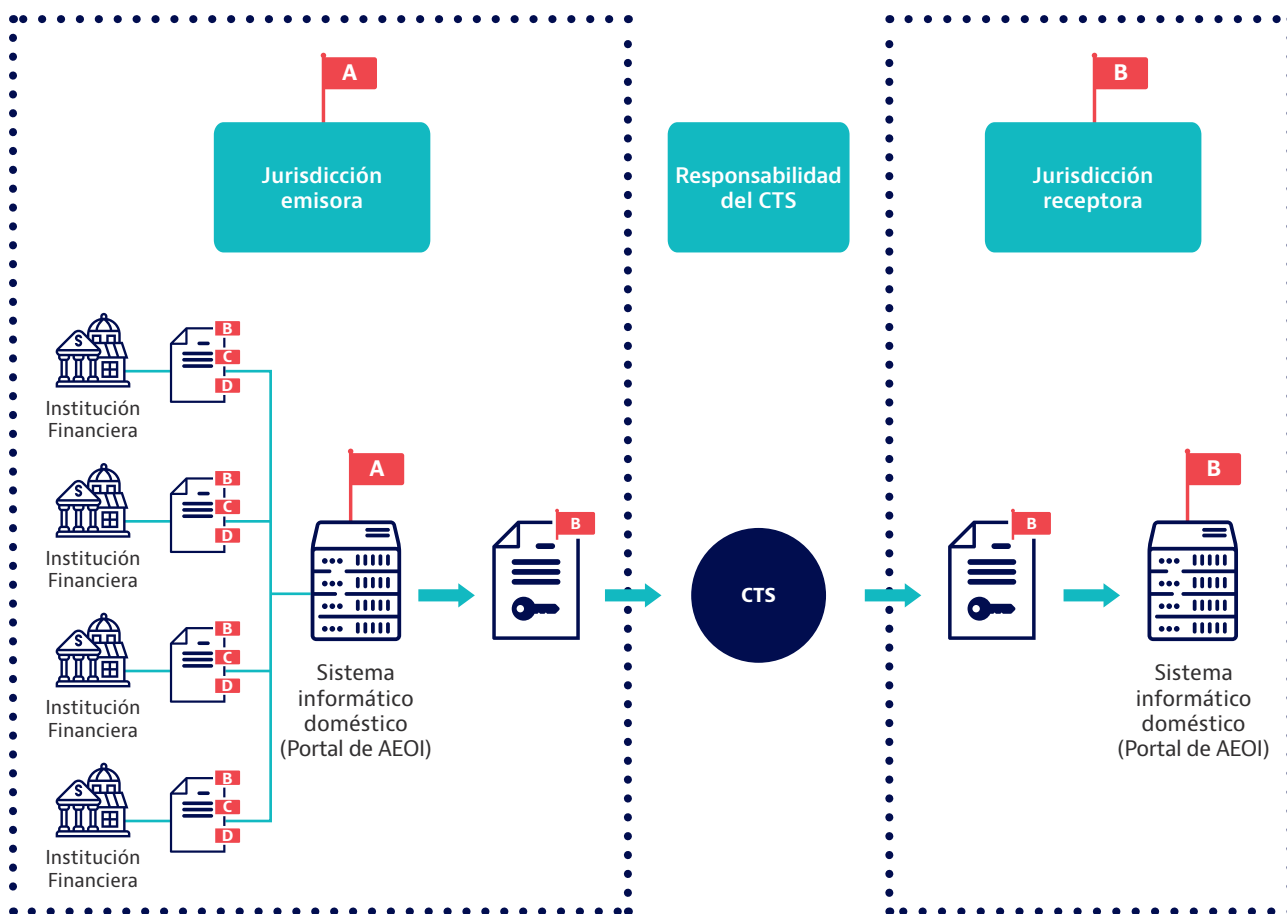 A
B
Jurisdicción
emisora
Responsabilidad
del CTS
Jurisdicción
receptora
$
B
C
D
Institución
Financiera
$
B
C
D
Institución
Financiera
$
B
C
D
Institución
Financiera
$
B
C
D
Institución
Financiera
A
Sistema
informático
doméstico
(Portal de AEOI)
B
CTS
B
B
Sistema
informático
doméstico
(Portal de AEOI)